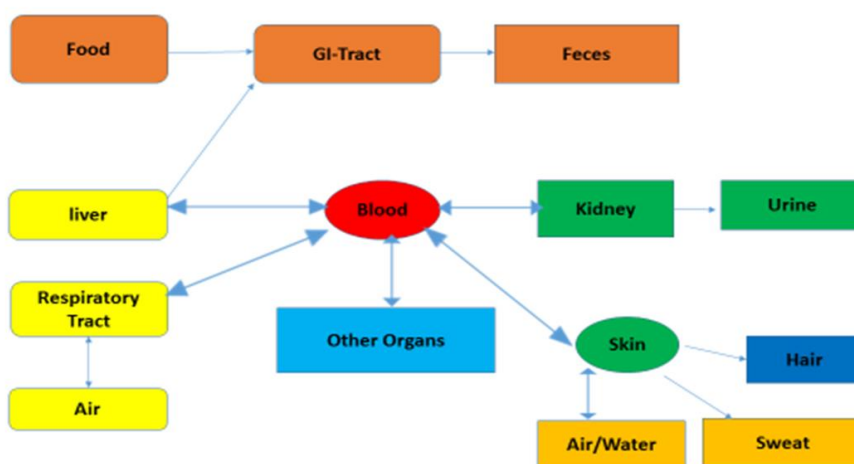 Food
GI-Tract
Feces
liver
Blood
Kidney
Urine
Respiratory
Tract
Other Organs
Skin
Hair
Air
Air/Water
Sweat